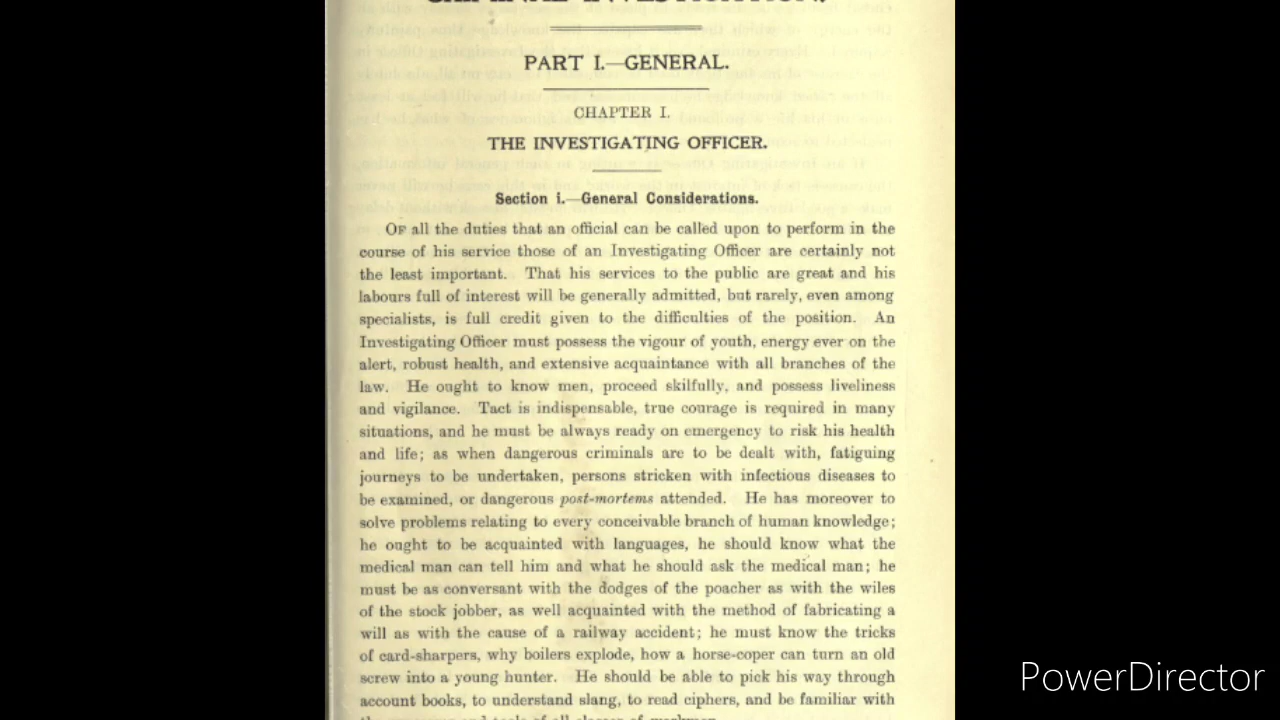 PART I.—GENERAL.
CHAPTER I.
THE INVESTIGATING OFFICER.
Section i.—General Considerations.
OF all the duties that an official can be called upon to perform in the
course of his service those of an Investigating Officer are certainly not
the least important. That his services to the public are great and his
labours full of interest will be generally admitted, but rarely, even among
specialists, is full credit given to the difficulties of the position. An
Investigating Officer must possess the vigour of youth, energy ever on the
alert, robust health, and extensive acquaintance with all branches of the
law. He ought to know men, proceed skilfully, and possess liveliness
and vigilance. Tact is indispensable, true courage is required in many
situations, and he must be always ready on emergency to risk his health
and life; as when dangerous criminals are to be dealt with, fatiguing
journeys to be undertaken, persons stricken with infectious diseases to
be examined, or dangerous post-mortems attended. He has moreover to
solve problems relating to every conceivable branch of human knowledge;
he ought to be acquainted with languages, he should know what the
medical man can tell him and what he should ask the medical man; he
must be as conversant with the dodges of the poacher as with the wiles
of the stock jobber, as well acquainted with the method of fabricating a
will as with the cause of a railway accident; he must know the tricks
of card-sharpers, why boilers explode, how a horse-coper can turn an old
screw into a young hunter. He should be able to pick his way through
account books, to understand slang, to read ciphers, and be familiar with
PowerDirector